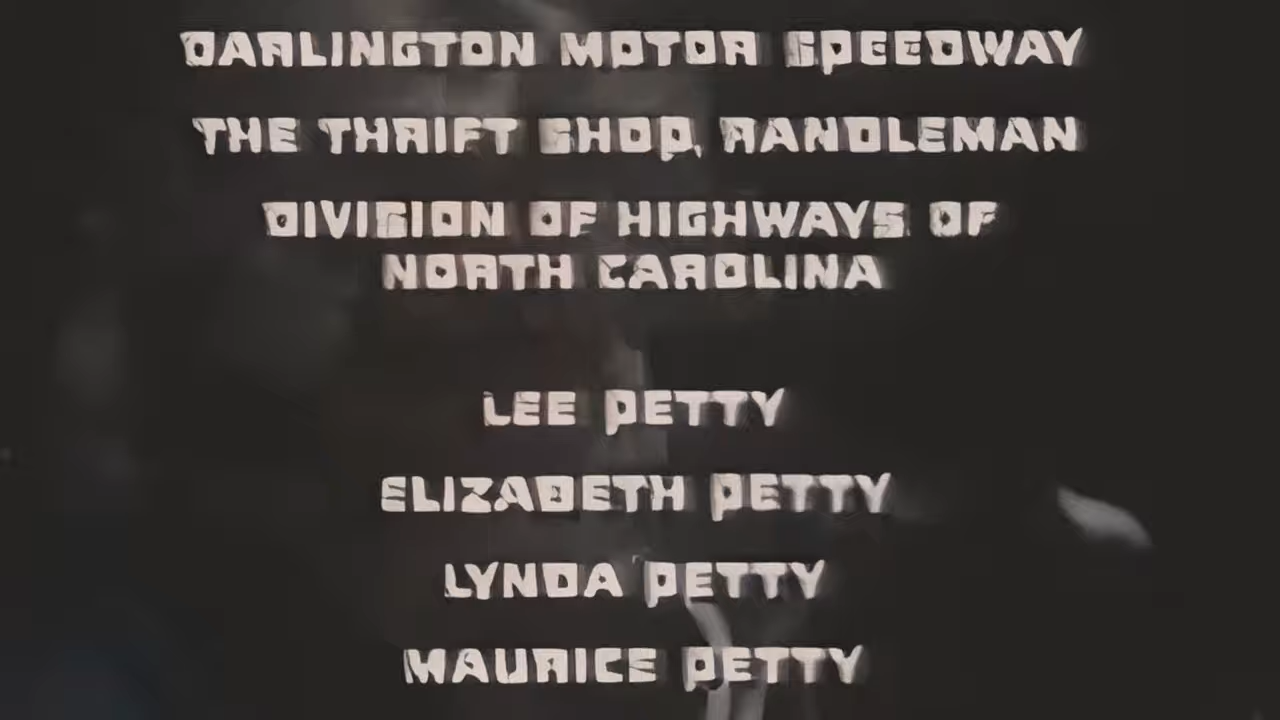 DARLINGTON MOTOR SPEEDWAY
THE THRIFT SHOP, RANDLEMAN
DIVISION OF HIGHWAYS OF
NORTH CAROLINA
LEE PETTY
ELIZABETH PETTY
LYNDA PETTY
MAURICE PETTY